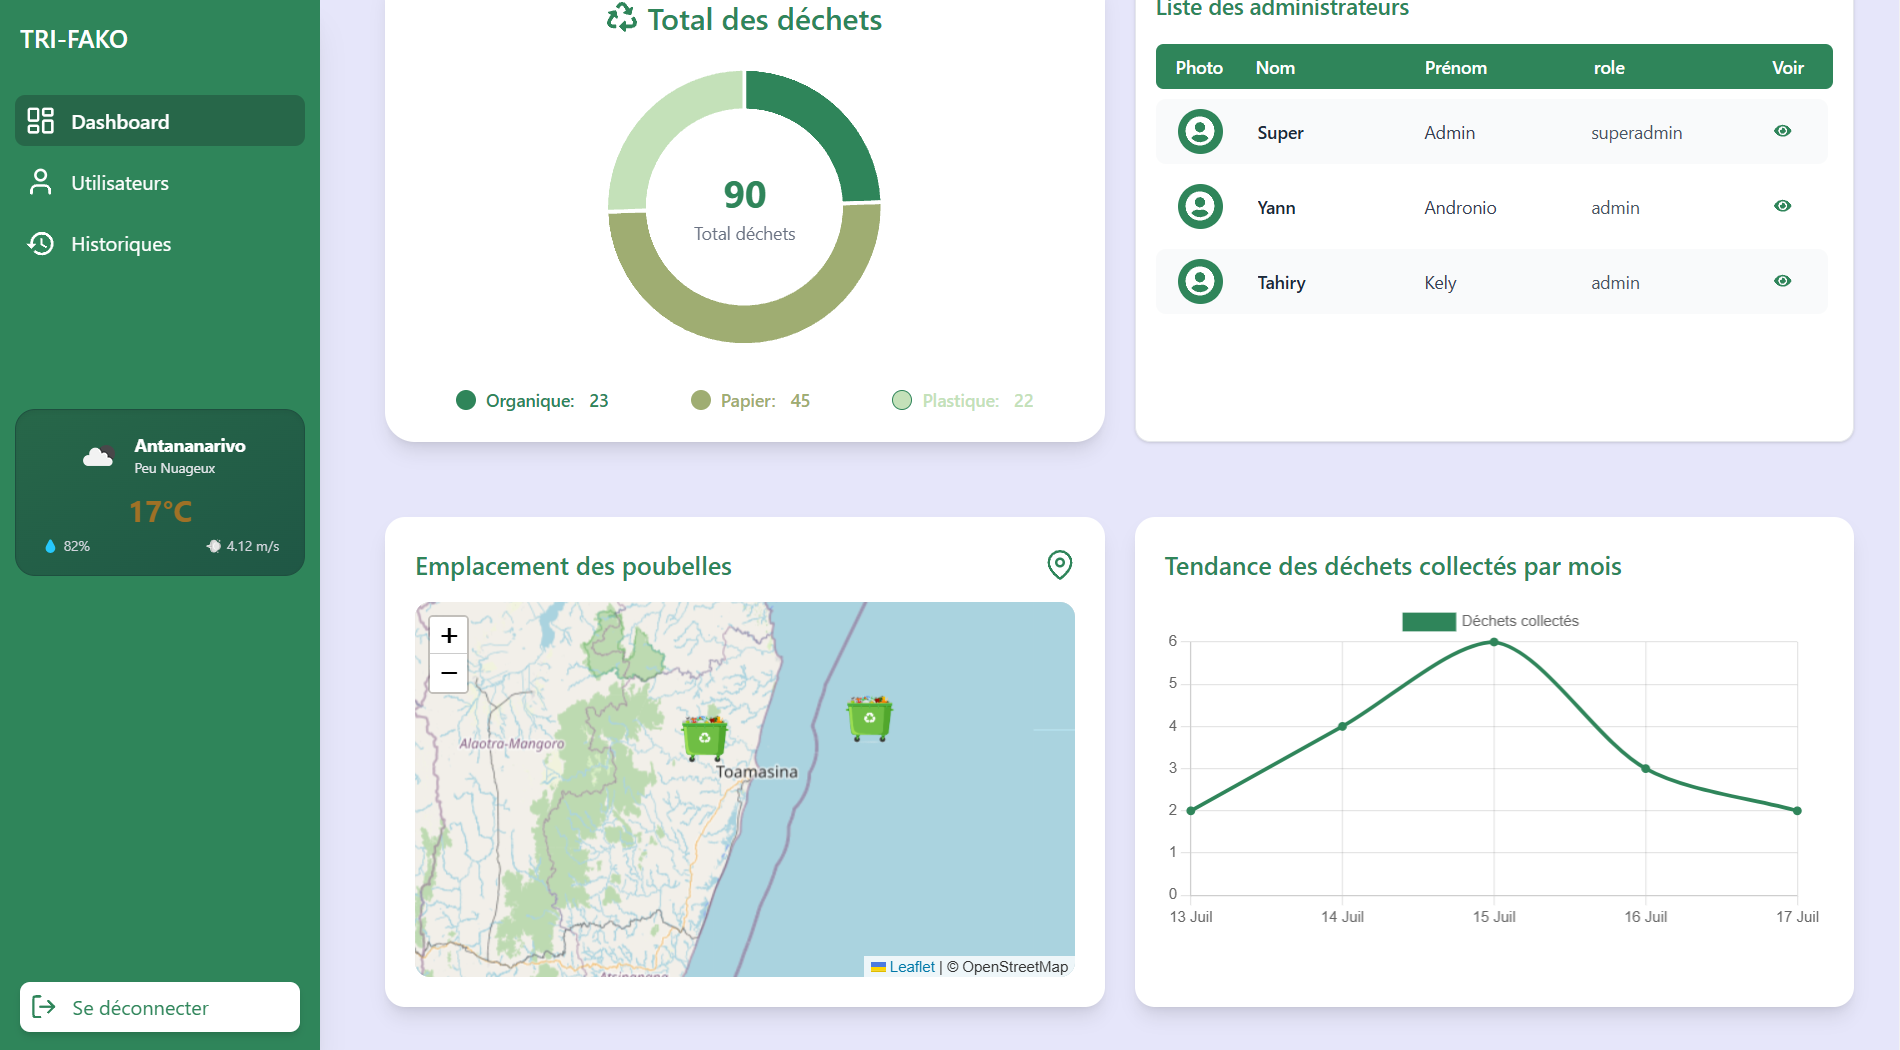 TRI-FAKO
Dashboard
Utilisateurs
Historiques
Antananarivo
Peu Nuageux
17°C
82%
4.12 m/s
Se déconnecter
Total des déchets
90
Total déchets
Organique: 23
Papier: 45
Plastique: 22
Liste des administrateurs
Photo Nom Prénom role Voir
Super Admin superadmin
Yann Andronio admin
Tahiry Kely admin
Emplacement des poubelles
+
−
Alaotra-Mangoro
Toamasina
Atsinanana
Leaflet | © OpenStreetMap
Tendance des déchets collectés par mois
Déchets collectés
6
5
4
3
2
1
0
13 Juil 14 Juil 15 Juil 16 Juil 17 Juil